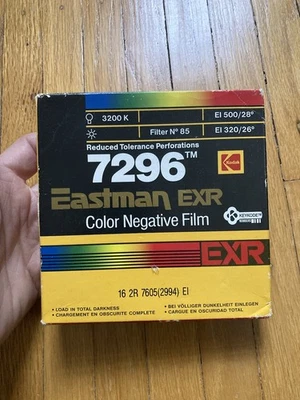 3200 K EI 500/28°
Filter Nº 85 EI 320/26°
Reduced Tolerance Perforations
7296™
Kodak
Eastman EXR
Color Negative Film
KEYKODE™
EXR
16 2R 7605(2994) EI
• LOAD IN TOTAL DARKNESS • BEI VÖLLIGER DUNKELHEIT EINLEGEN
• CHARGEMENT EN OBSCURITE COMPLETE • CARGUE EN OSCURIDAD TOTAL